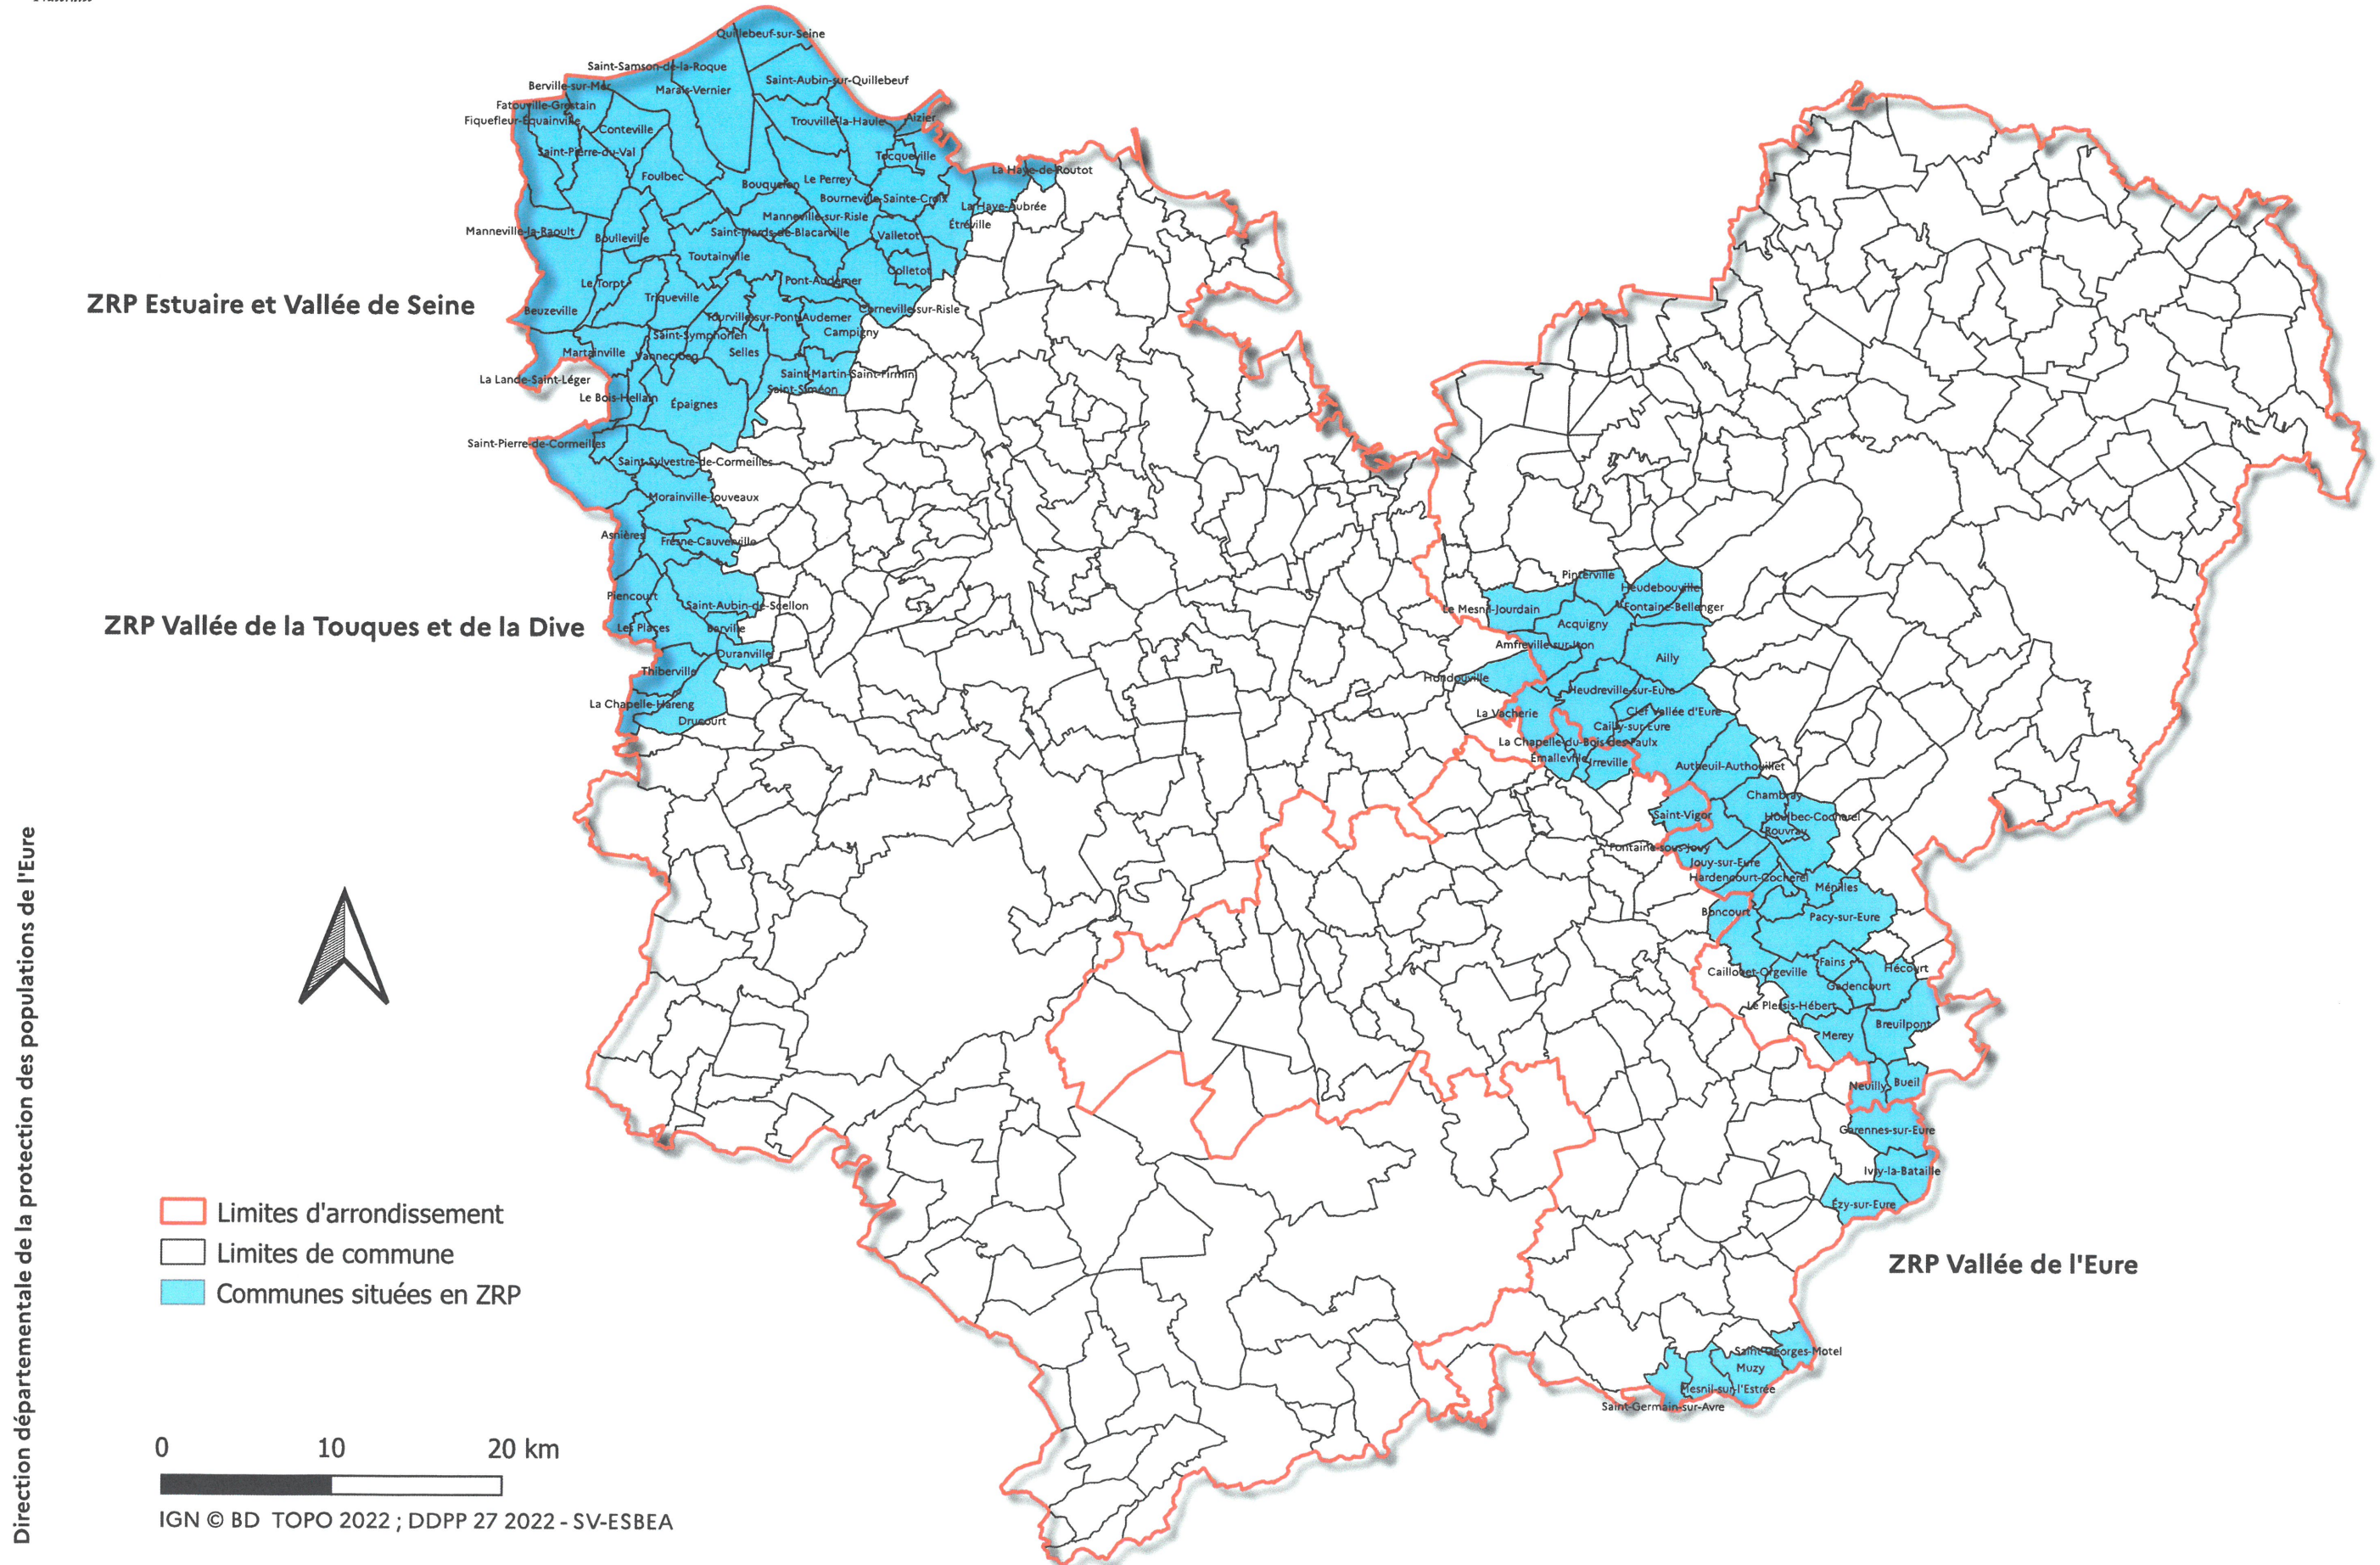 Quillebeuf-sur-Seine
Saint-Samson-de-la-Roque
Saint-Aubin-sur-Quillebeuf
Berville-sur-Mer
Marais-Vernier
Fatouville-Grestain
Fiquefleur-Équainville
Trouville-la-Haule
Aizier
Conteville
Saint-Pierre-du-Val
Tocqueville
La Haye-de-Routot
Foulbec
Bouquelon
Le Perrey
Bourneville-Sainte-Croix
La Haye-Aubrée
Manneville-sur-Risle
Étréville
Manneville-la-Raoult
Boulleville
Saint-Mards-de-Blacarville
Valletot
Toutainville
Colletot
Le Torpt
Pont-Audemer
Triqueville
ZRP Estuaire et Vallée de Seine
Beuzeville
Corneville-sur-Risle
Tourville-sur-Pont-Audemer
Saint-Symphorien
Campigny
Martainville
Vannecrocq
Selles
La Lande-Saint-Léger
Saint-Martin-Saint-Firmin
Saint-Siméon
Le Bois-Hellain
Épaignes
Saint-Pierre-de-Cormeilles
Saint-Sylvestre-de-Cormeilles
Morainville-Jouveaux
Asnières
Fresne-Cauverville
Piencourt
Saint-Aubin-de-Scellon
ZRP Vallée de la Touques et de la Dive
Les Places
Barville
Duranville
Thiberville
La Chapelle-Hareng
Drucourt
Pinterville
Heudebouville
Le Mesnil-Jourdain
Fontaine-Bellenger
Acquigny
Amfreville-sur-Iton
Ailly
Hondouville
Heudreville-sur-Eure
La Vacherie
Clef Vallée d'Eure
Cailly-sur-Eure
La Chapelle-du-Bois-des-Faulx
Émalleville
Irreville
Autheuil-Authouillet
Chambray
Saint-Vigor
Houlbec-Cocherel
Rouvray
Fontaine-sous-Jouy
Jouy-sur-Eure
Hardencourt-Cocherel
Ménilles
Boncourt
Pacy-sur-Eure
Fains
Caillouet-Orgeville
Hécourt
Gadencourt
Le Plessis-Hébert
Breuilpont
Merey
Neuilly
Bueil
Garennes-sur-Eure
Ivry-la-Bataille
Ézy-sur-Eure
ZRP Vallée de l'Eure
Saint-Georges-Motel
Muzy
Mesnil-sur-l'Estrée
Saint-Germain-sur-Avre
Direction départementale de la protection des populations de l'Eure
Limites d'arrondissement
Limites de commune
Communes situées en ZRP
0 10 20 km
IGN © BD TOPO 2022 ; DDPP 27 2022 - SV-ESBEA